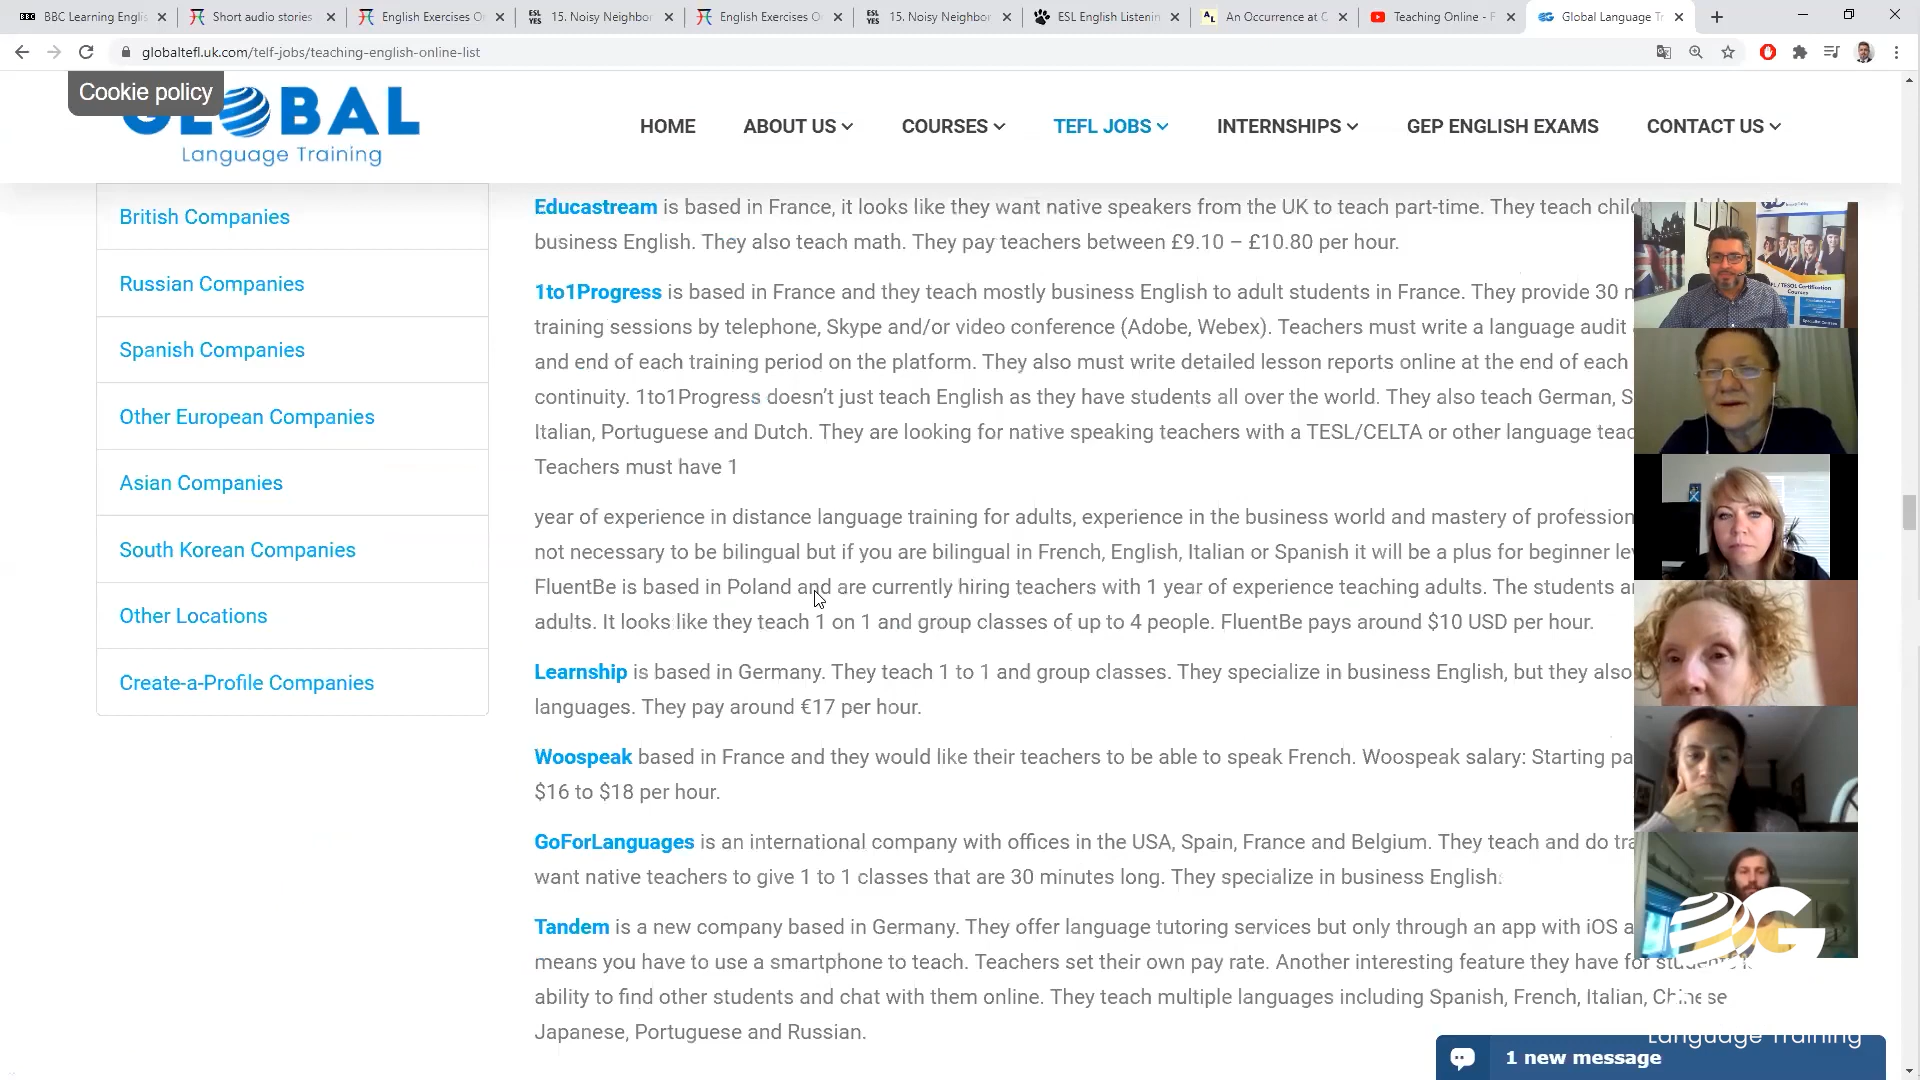 BBC Learning Englis
Short audio stories
English Exercises O
15. Noisy Neighbor
English Exercises O
15. Noisy Neighbor
ESL English Listenin
An Occurrence at O
Teaching Online - F
Global Language Tr
globaltefl.uk.com/telf-jobs/teaching-english-online-list
Cookie policy
GLOBAL
Language Training
HOME
ABOUT US
COURSES
TEFL JOBS
INTERNSHIPS
GEP ENGLISH EXAMS
CONTACT US
British Companies
Russian Companies
Spanish Companies
Other European Companies
Asian Companies
South Korean Companies
Other Locations
Create-a-Profile Companies
Educastream is based in France, it looks like they want native speakers from the UK to teach part-time. They teach child
business English. They also teach math. They pay teachers between £9.10 – £10.80 per hour.
1to1Progress is based in France and they teach mostly business English to adult students in France. They provide 30
training sessions by telephone, Skype and/or video conference (Adobe, Webex). Teachers must write a language audit
and end of each training period on the platform. They also must write detailed lesson reports online at the end of each
continuity. 1to1Progress doesn’t just teach English as they have students all over the world. They also teach German, S
Italian, Portuguese and Dutch. They are looking for native speaking teachers with a TESL/CELTA or other language teac
Teachers must have 1
year of experience in distance language training for adults, experience in the business world and mastery of profession
not necessary to be bilingual but if you are bilingual in French, English, Italian or Spanish it will be a plus for beginner le
FluentBe is based in Poland and are currently hiring teachers with 1 year of experience teaching adults. The students a
adults. It looks like they teach 1 on 1 and group classes of up to 4 people. FluentBe pays around $10 USD per hour.
Learnship is based in Germany. They teach 1 to 1 and group classes. They specialize in business English, but they also
languages. They pay around €17 per hour.
Woospeak based in France and they would like their teachers to be able to speak French. Woospeak salary: Starting pa
$16 to $18 per hour.
GoForLanguages is an international company with offices in the USA, Spain, France and Belgium. They teach and do tra
want native teachers to give 1 to 1 classes that are 30 minutes long. They specialize in business English.
Tandem is a new company based in Germany. They offer language tutoring services but only through an app with iOS a
means you have to use a smartphone to teach. Teachers set their own pay rate. Another interesting feature they have for
ability to find other students and chat with them online. They teach multiple languages including Spanish, French, Italian, Chinese
Japanese, Portuguese and Russian.
Language Training
1 new message